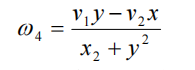 ω₄ = (v₁y − v₂x) / (x₂ + y²)